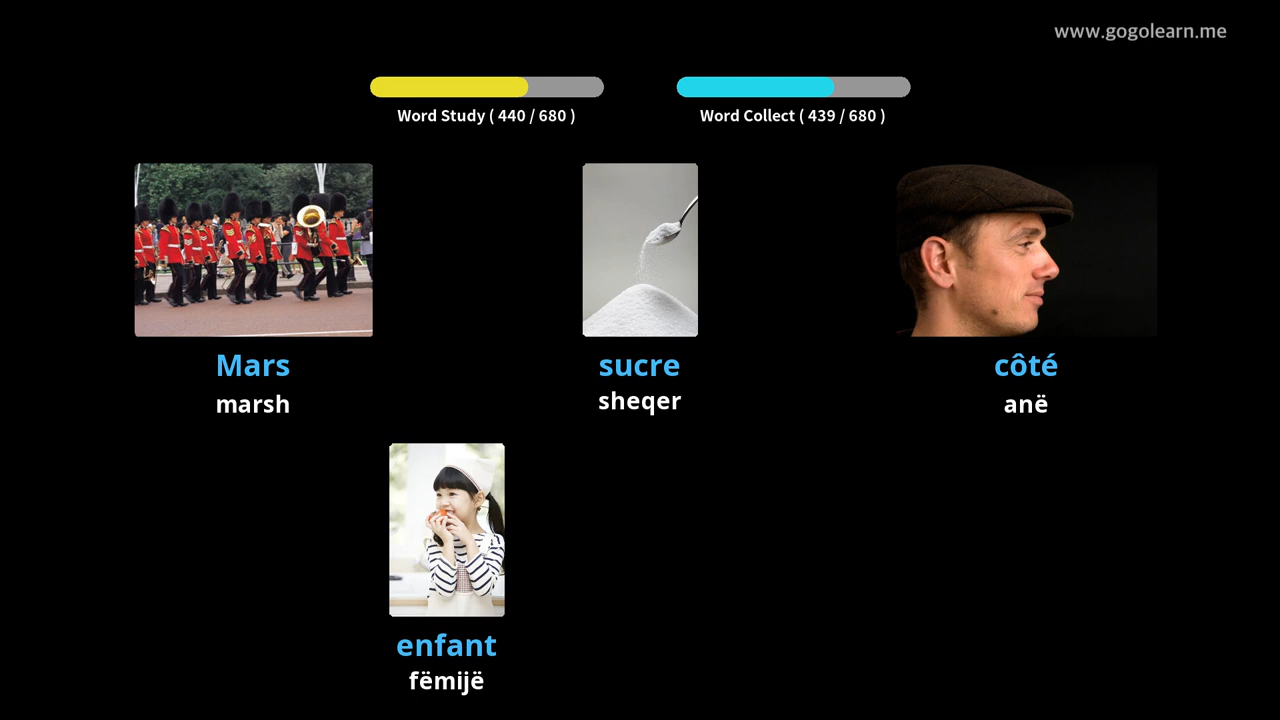 www.gogolearn.me
Word Study ( 440 / 680 )
Word Collect ( 439 / 680 )
Mars
marsh
sucre
sheqer
côté
anë
enfant
fëmijë